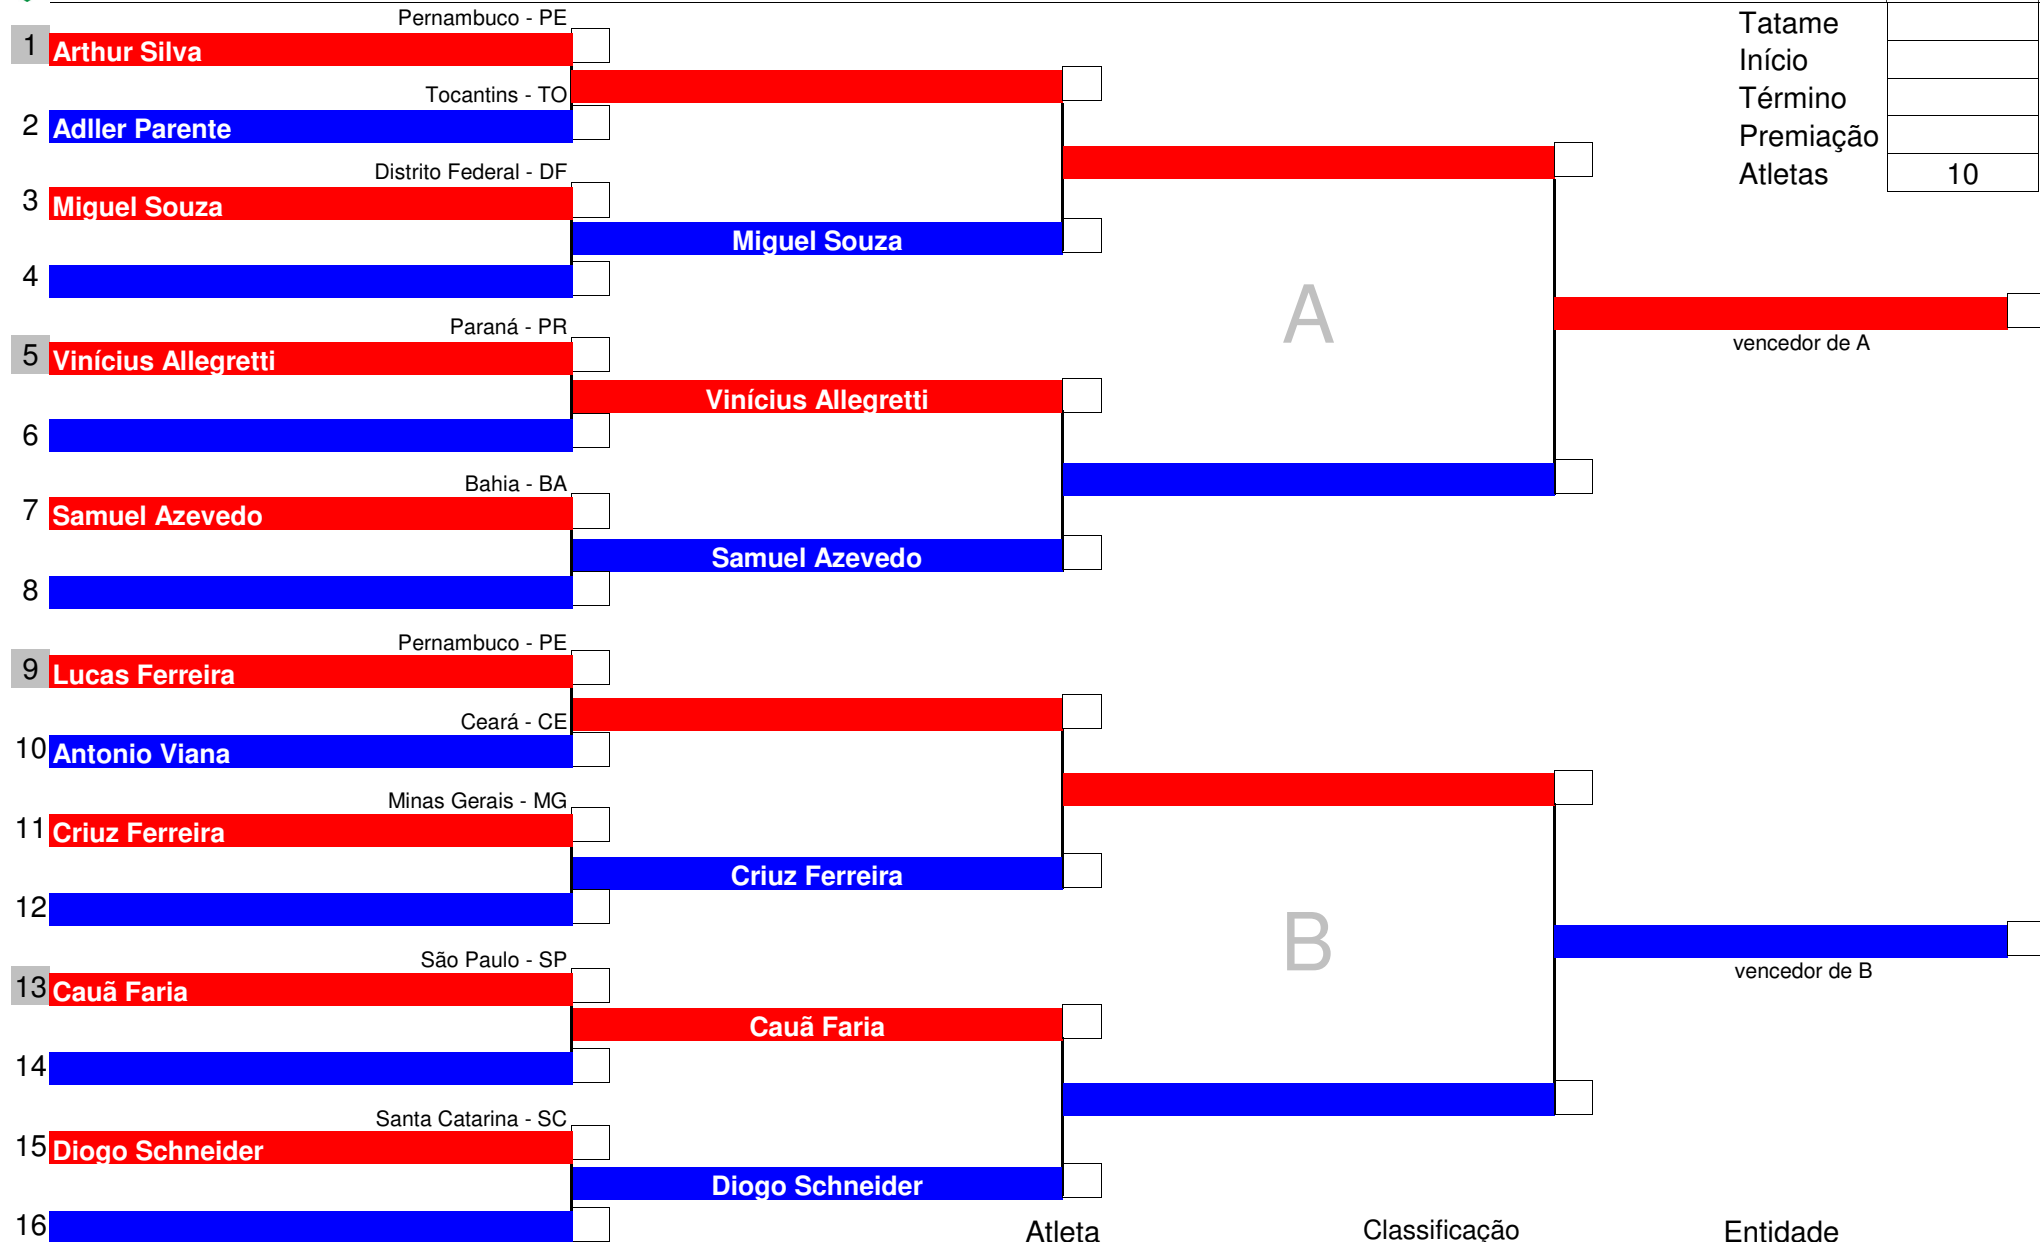 Pernambuco - PE
1 Arthur Silva
Tocantins - TO
2 Adller Parente
Distrito Federal - DF
3 Miguel Souza
Miguel Souza
4
Paraná - PR
5 Vinícius Allegretti
Vinícius Allegretti
6
Bahia - BA
7 Samuel Azevedo
Samuel Azevedo
8
A
vencedor de A
Tatame
Início
Término
Premiação
Atletas 10
Pernambuco - PE
9 Lucas Ferreira
Ceará - CE
10 Antonio Viana
Minas Gerais - MG
11 Criuz Ferreira
Criuz Ferreira
12
São Paulo - SP
13 Cauã Faria
Cauã Faria
14
Santa Catarina - SC
15 Diogo Schneider
Diogo Schneider
16
B
vencedor de B
Atleta Classificação Entidade